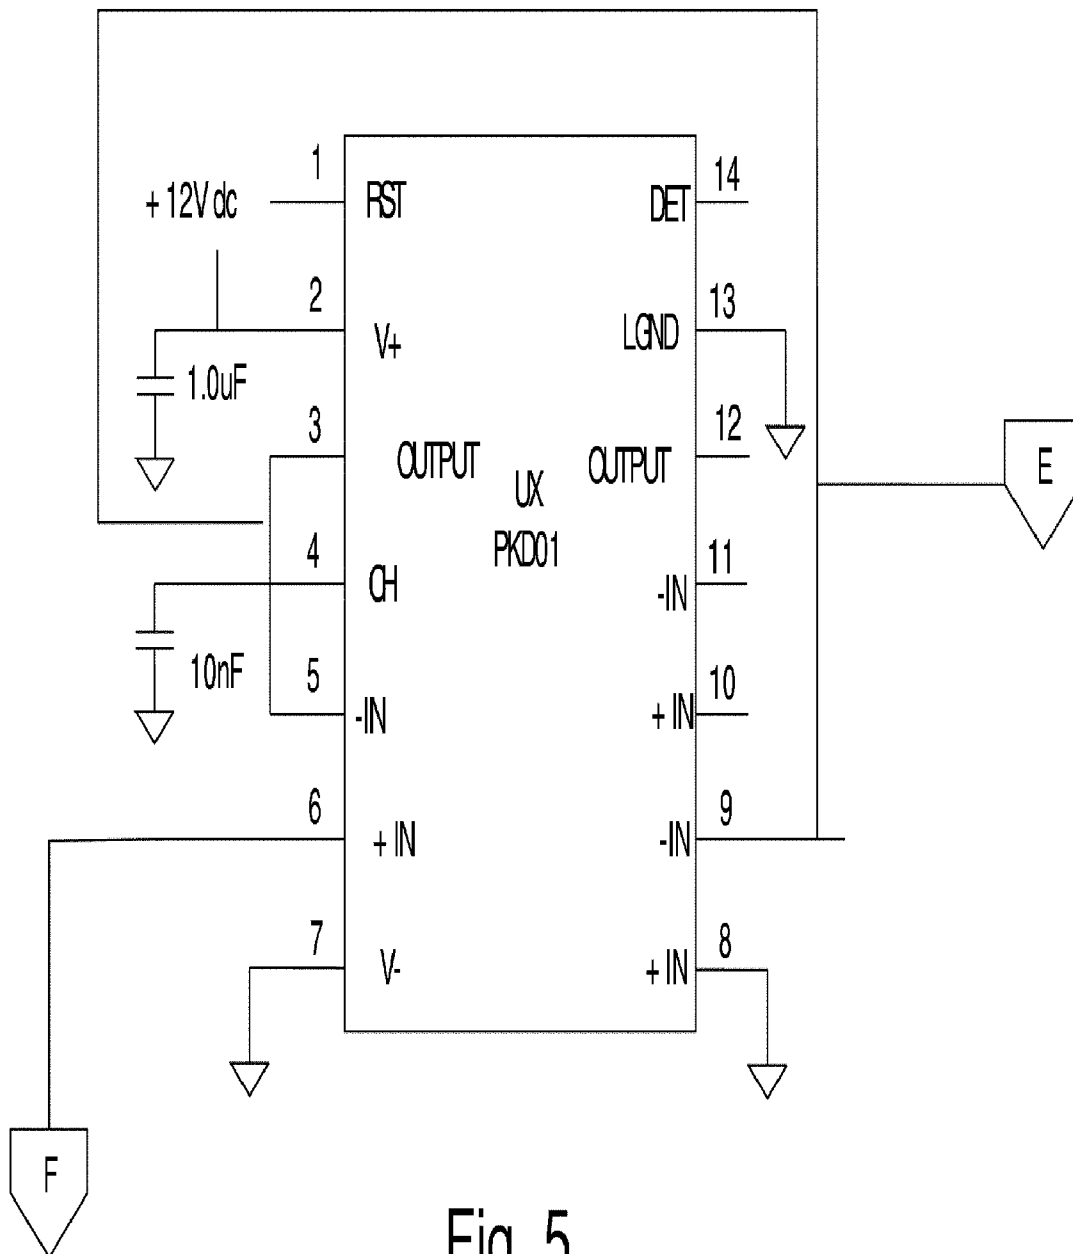 1
RST
+ 12V dc
2
V+
1.0uF
3
OUTPUT
4
CH
10nF
5
-IN
6
+ IN
7
V-
UX
PKD01
14
DET
13
LGND
12
OUTPUT
11
-IN
10
+ IN
9
-IN
8
+ IN
E
F
Fig. 5